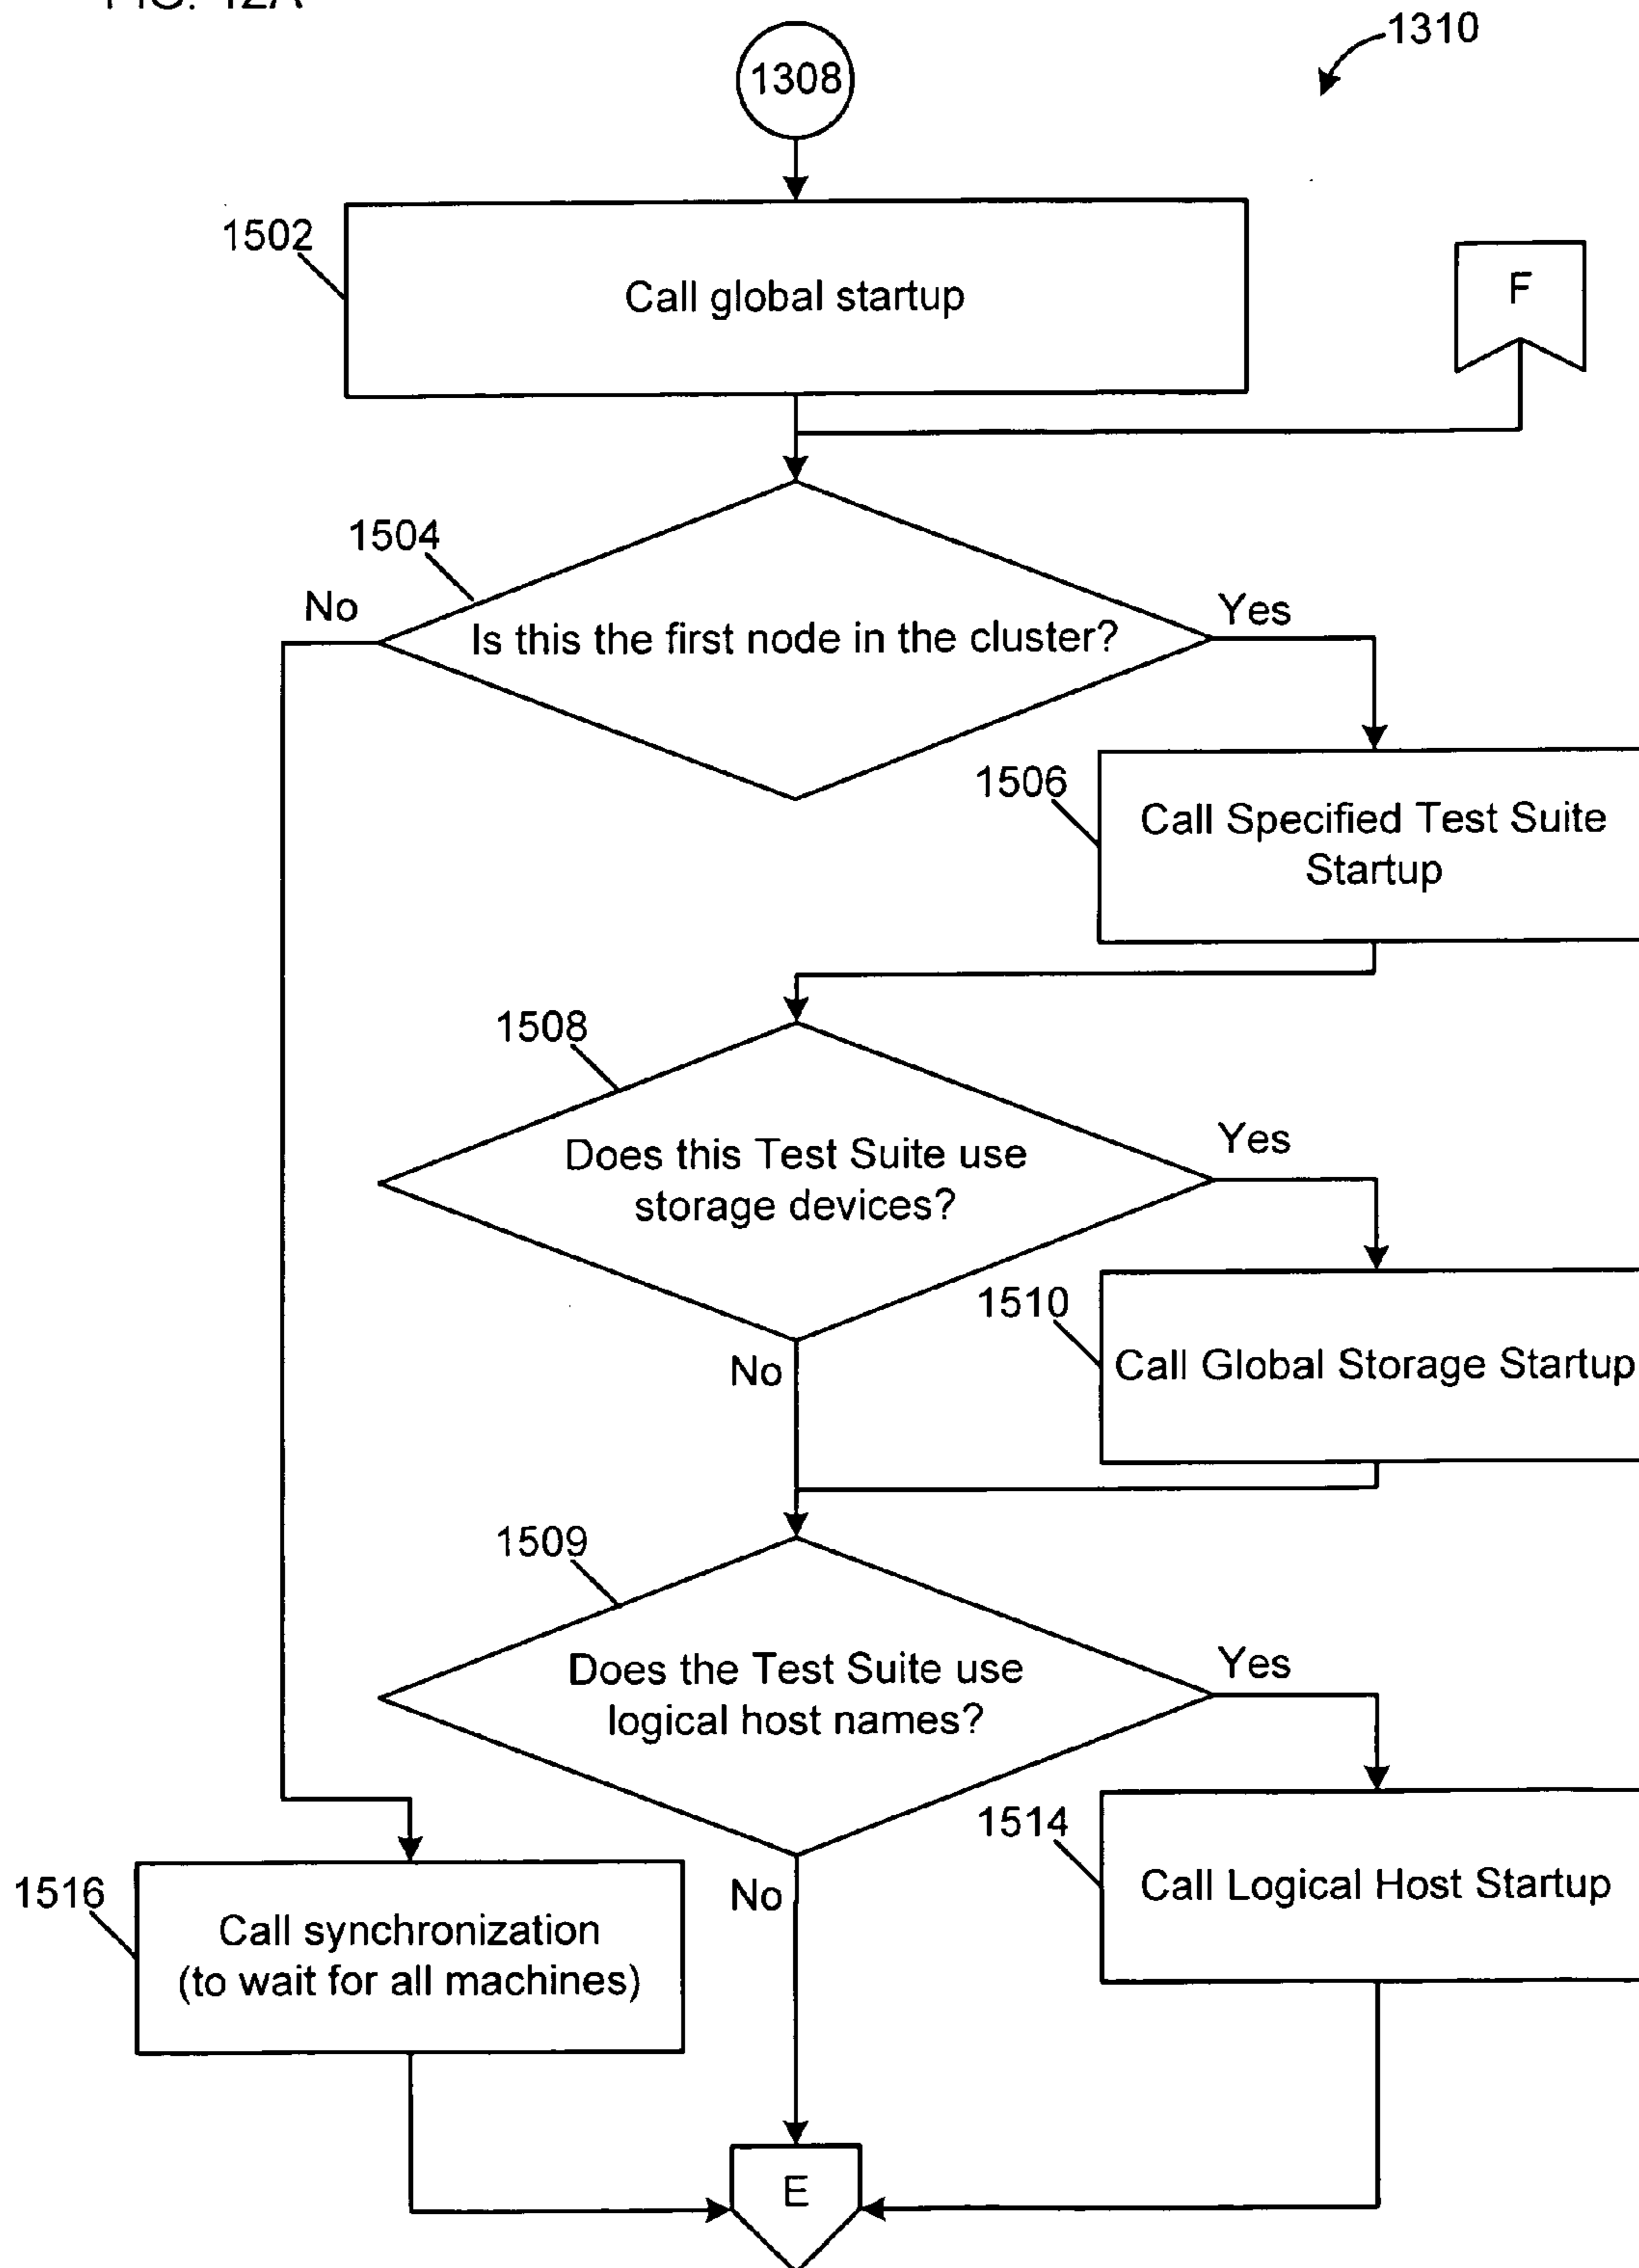 FIG. 12A
1310
1308
1502
Call global startup
F
1504
No
Is this the first node in the cluster?
Yes
1506
Call Specified Test Suite
Startup
1508
Does this Test Suite use
storage devices?
Yes
1510
Call Global Storage Startup
No
1509
Does the Test Suite use
logical host names?
Yes
1514
Call Logical Host Startup
No
1516
Call synchronization
(to wait for all machines)
E